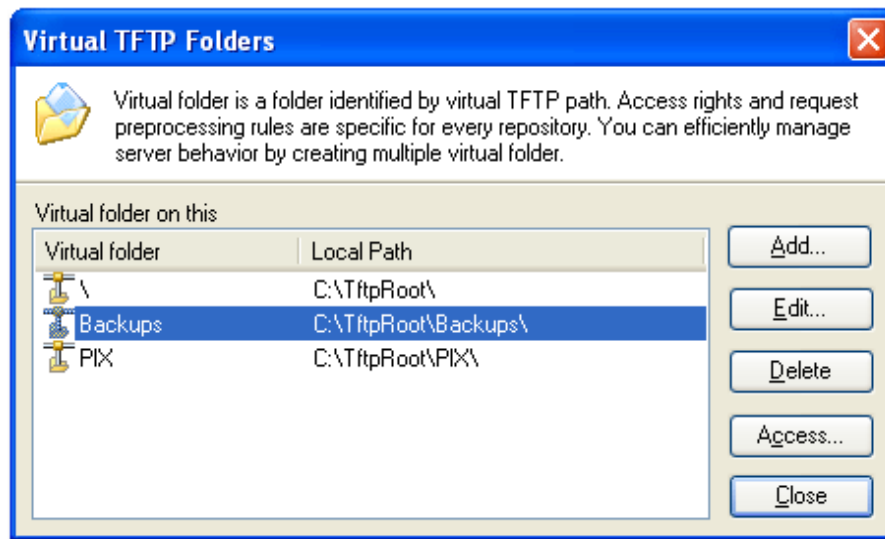 Virtual TFTP Folders
Virtual folder is a folder identified by virtual TFTP path. Access rights and request
preprocessing rules are specific for every repository. You can efficiently manage
server behavior by creating multiple virtual folder.
Virtual folder on this
Virtual folder Local Path
\ C:\TftpRoot\
Backups C:\TftpRoot\Backups\
PIX C:\TftpRoot\PIX\
Add...
Edit...
Delete
Access...
Close